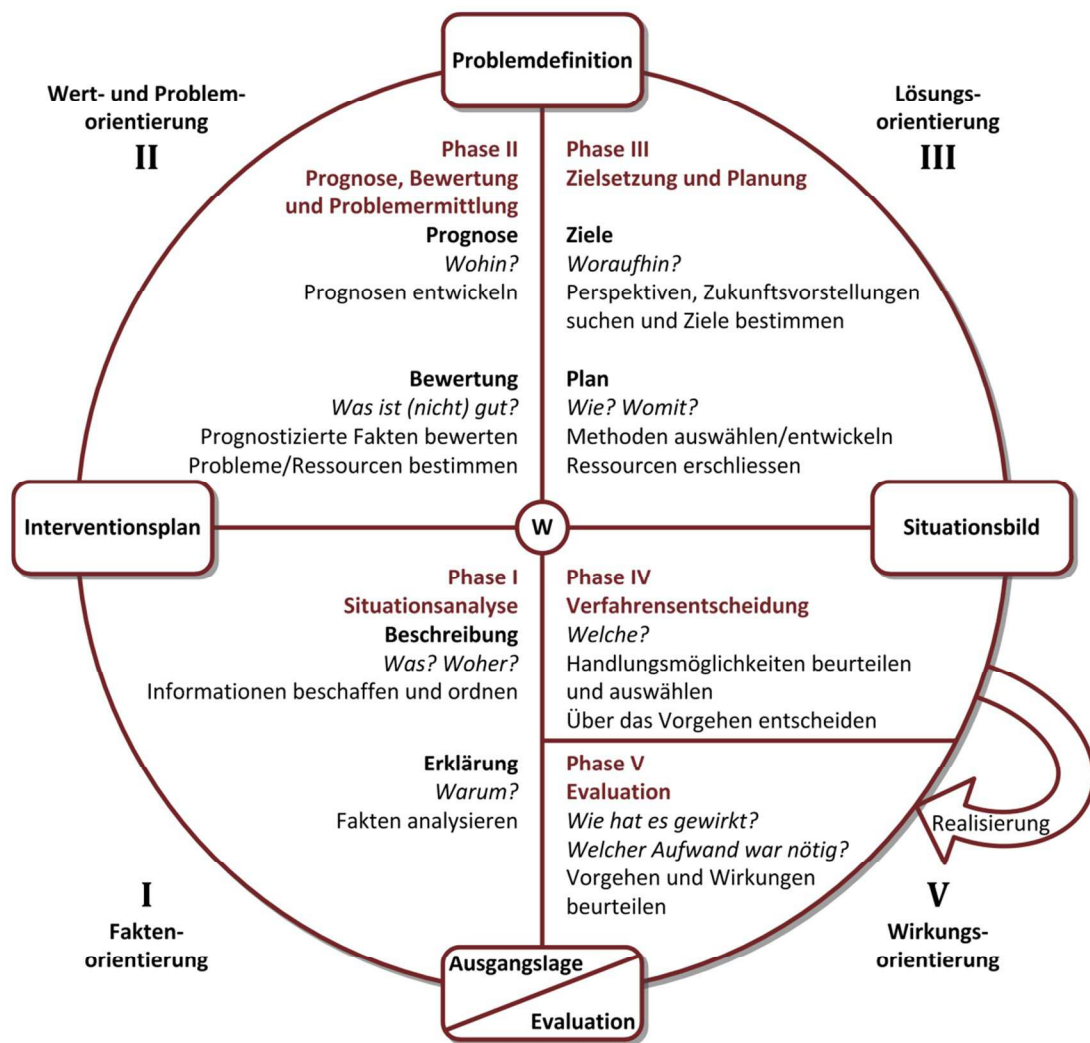 Problemdefinition
Wert- und Problem-
orientierung
II
Lösungs-
orientierung
III
Phase II
Prognose, Bewertung
und Problemermittlung
Prognose
Wohin?
Prognosen entwickeln
Bewertung
Was ist (nicht) gut?
Prognostizierte Fakten bewerten
Probleme/Ressourcen bestimmen
Phase III
Zielsetzung und Planung
Ziele
Woraufhin?
Perspektiven, Zukunftsvorstellungen
suchen und Ziele bestimmen
Plan
Wie? Womit?
Methoden auswählen/entwickeln
Ressourcen erschliessen
Interventionsplan
W
Situationsbild
Phase I
Situationsanalyse
Beschreibung
Was? Woher?
Informationen beschaffen und ordnen
Erklärung
Warum?
Fakten analysieren
Phase IV
Verfahrensentscheidung
Welche?
Handlungsmöglichkeiten beurteilen
und auswählen
Über das Vorgehen entscheiden
Phase V
Evaluation
Wie hat es gewirkt?
Welcher Aufwand war nötig?
Vorgehen und Wirkungen
beurteilen
Realisierung
I
Fakten-
orientierung
V
Wirkungs-
orientierung
Ausgangslage
Evaluation